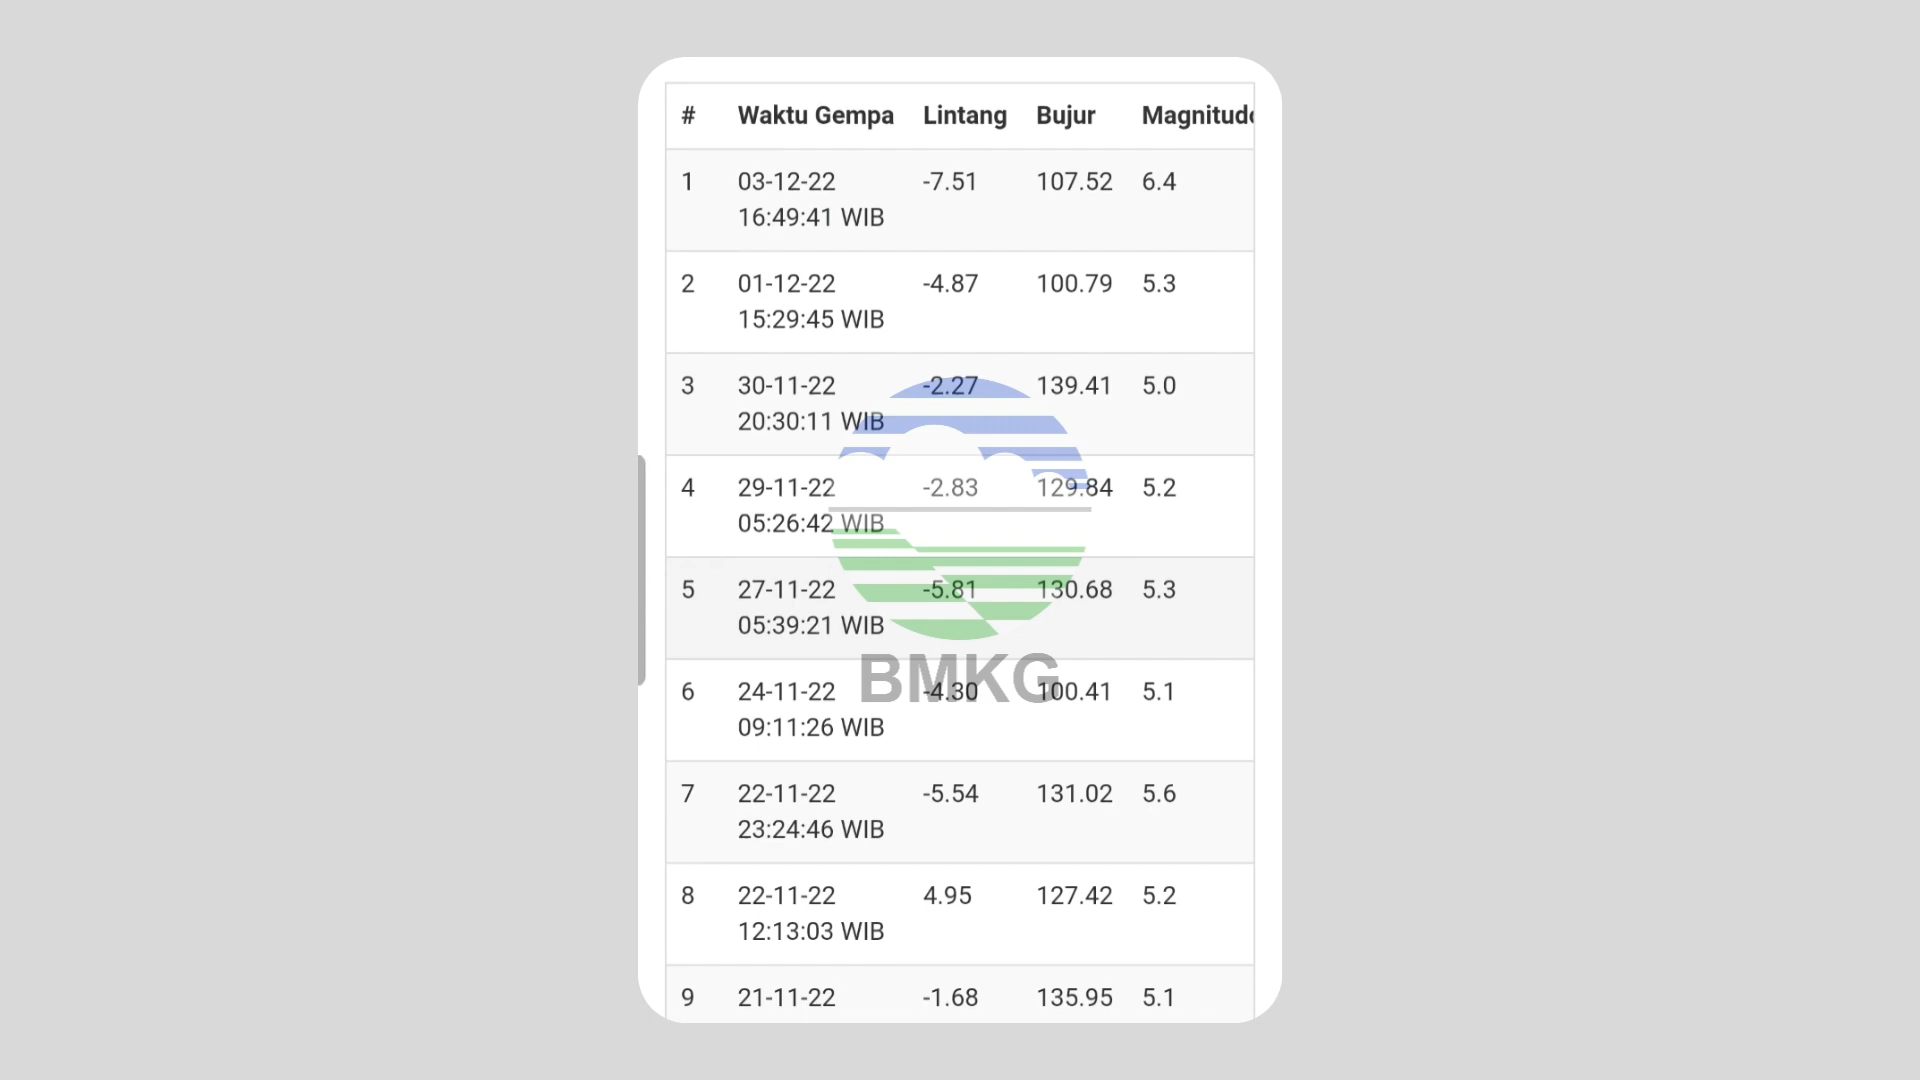 # Waktu Gempa Lintang Bujur Magnitud
1 03-12-22 -7.51 107.52 6.4
16:49:41 WIB
2 01-12-22 -4.87 100.79 5.3
15:29:45 WIB
3 30-11-22 -2.27 139.41 5.0
20:30:11 WIB
4 29-11-22 -2.83 129.84 5.2
05:26:42 WIB
5 27-11-22 -5.81 130.68 5.3
05:39:21 WIB
BMKG
6 24-11-22 -4.30 100.41 5.1
09:11:26 WIB
7 22-11-22 -5.54 131.02 5.6
23:24:46 WIB
8 22-11-22 4.95 127.42 5.2
12:13:03 WIB
9 21-11-22 -1.68 135.95 5.1